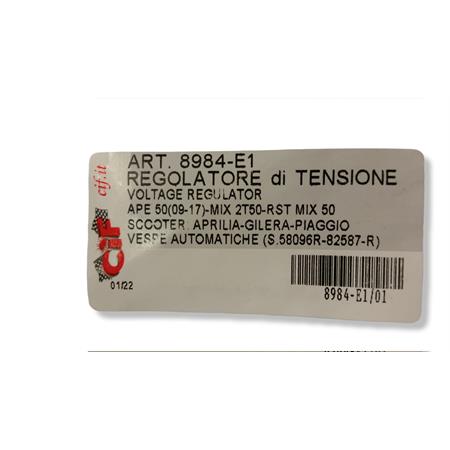 ART. 8984-E1
REGOLATORE di TENSIONE
VOLTAGE REGULATOR
APE 50(09-17)-MIX 2T50-RST MIX 50
SCOOTER: APRILIA-GILERA-PIAGGIO
VESPE AUTOMATICHE (S.58096R-82587-R)
cif.it
CIF
01/22
8984-E1/01